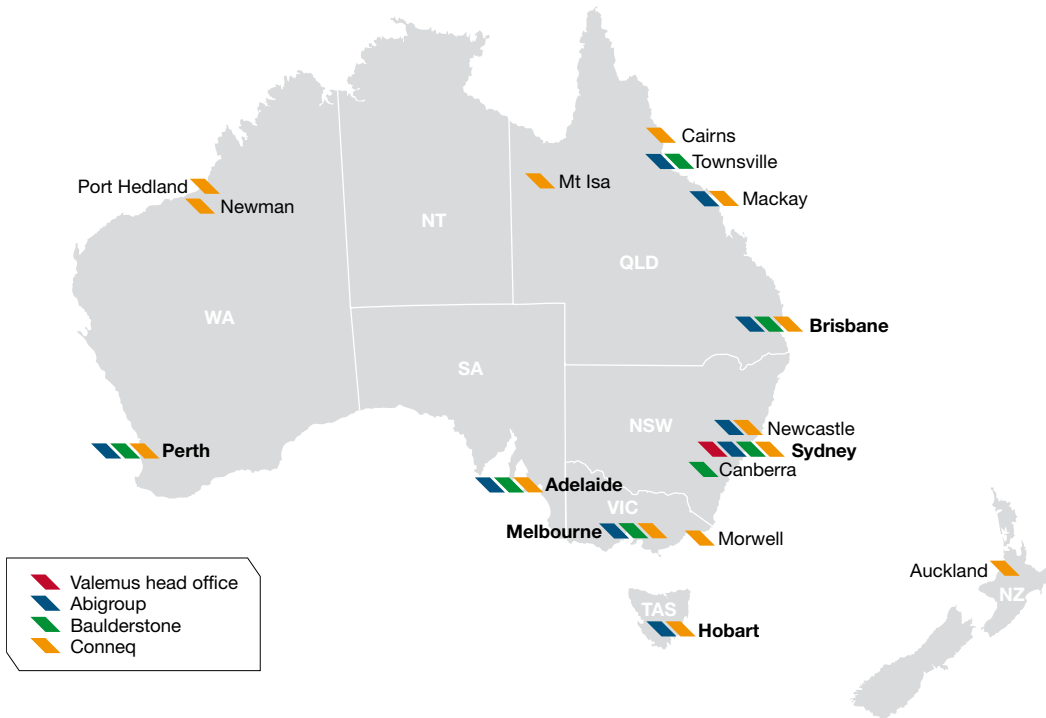 Cairns
Townsville
Port Hedland
Mt Isa
Newman
Mackay
NT
QLD
WA
Brisbane
SA
NSW
Newcastle
Perth
Sydney
Canberra
Adelaide
VIC
Melbourne
Morwell
Auckland
NZ
TAS
Hobart
Valemus head office
Abigroup
Baulderstone
Conneq